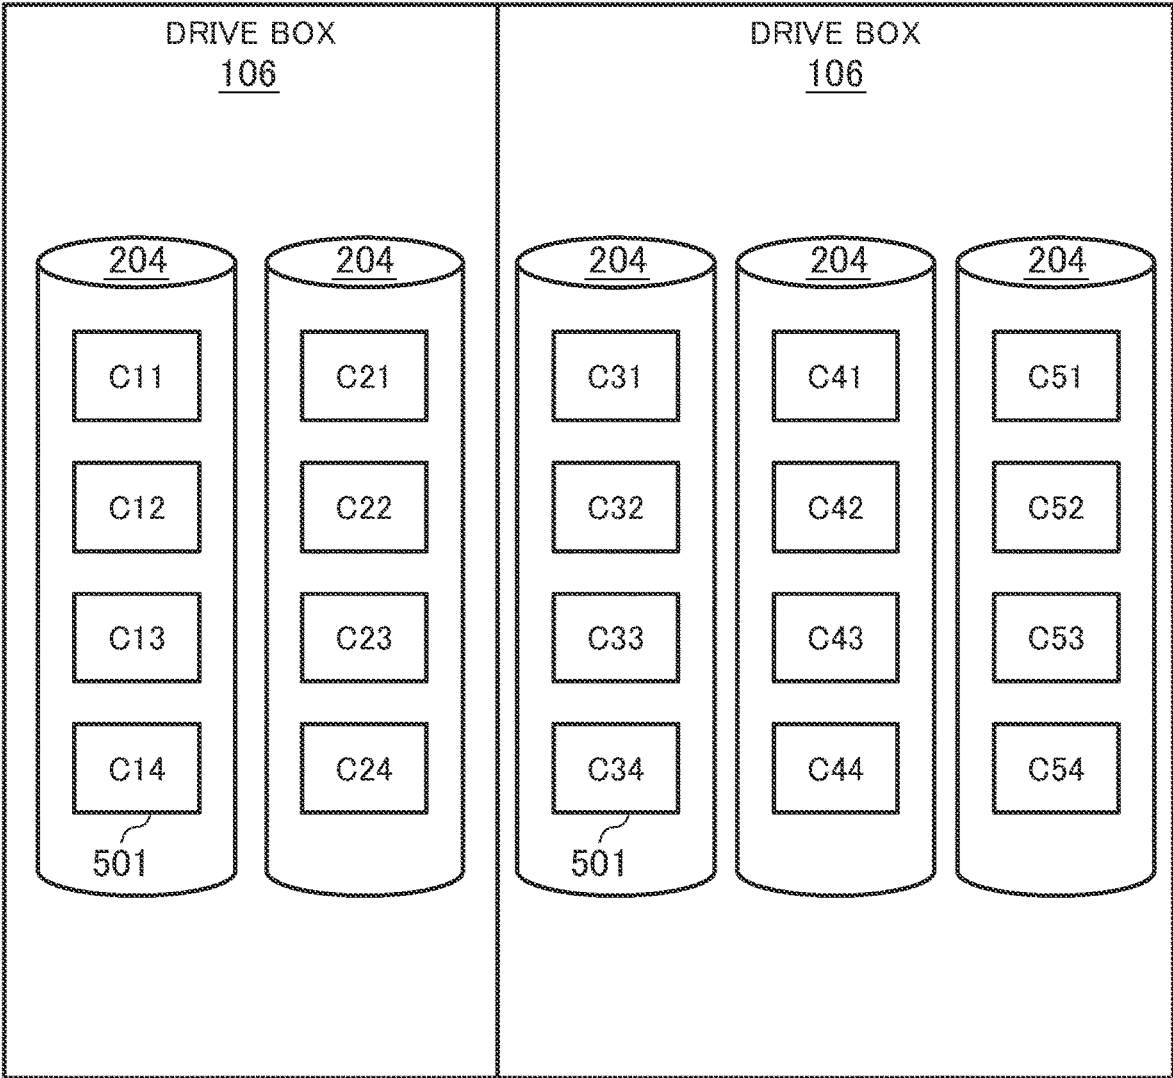 DRIVE BOX
106
204 204
C11 C21
C12 C22
C13 C23
C14 C24
501
DRIVE BOX
106
204 204 204
C31 C41 C51
C32 C42 C52
C33 C43 C53
C34 C44 C54
501